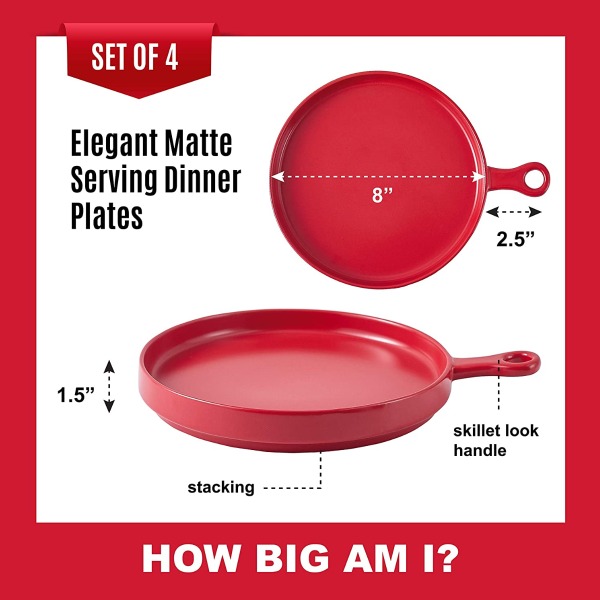 SET OF 4
Elegant Matte
Serving Dinner
Plates
8”
2.5”
1.5”
skillet look
handle
stacking
HOW BIG AM I?